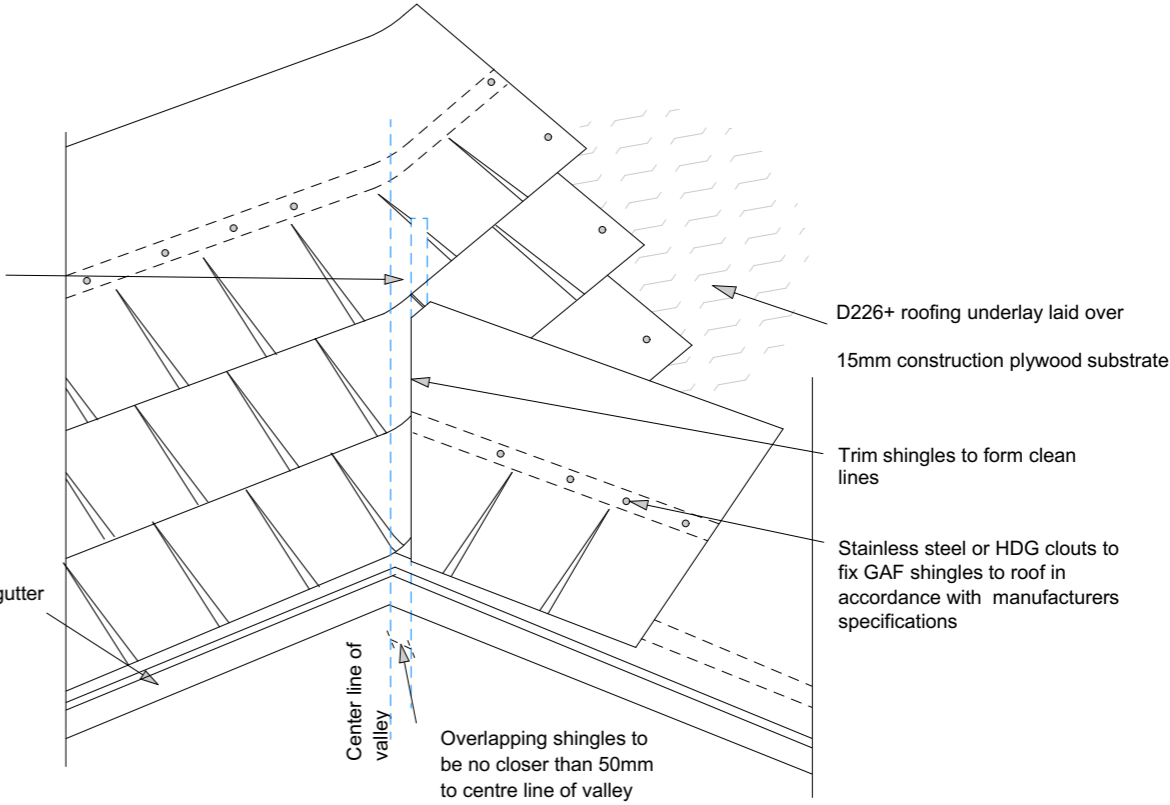 D226+ roofing underlay laid over
15mm construction plywood substrate
Trim shingles to form clean
lines
Stainless steel or HDG clouts to
fix GAF shingles to roof in
accordance with manufacturers
specifications
gutter
Center line of
valley
Overlapping shingles to
be no closer than 50mm
to centre line of valley